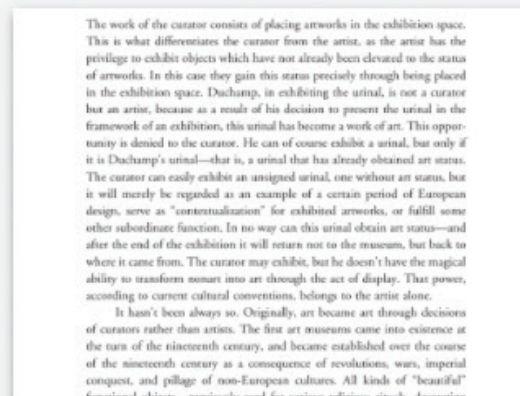 The work of the curator consists of placing artworks in the exhibition space.
This is what differentiates the curator from the artist, as the artist has the
privilege to exhibit objects which have not already been elevated to the status
of artworks. In this case they gain this status precisely through being placed
in the exhibition space. Duchamp, in exhibiting the urinal, is not a curator
but an artist, because as a result of his decision to present the urinal in the
framework of an exhibition, this urinal has become a work of art. This oppor-
tunity is denied to the curator. He can of course exhibit a urinal, but only if
it is Duchamp's urinal—that is, a urinal that has already obtained art status.
The curator can easily exhibit an unsigned urinal, one without art status, but
it will merely be regarded as an example of a certain period of European
design, serve as "contextualization" for exhibited artworks, or fulfill some
other subordinate function. In no way can this urinal obtain art status—and
after the end of the exhibition it will return not to the museum, but back to
where it came from. The curator may exhibit, but he doesn't have the magical
ability to transform nonart into art through the act of display. That power,
according to current cultural conventions, belongs to the artist alone.
It hasn't been always so. Originally, art became art through decisions
of curators rather than artists. The first art museums came into existence at
the turn of the nineteenth century, and became established over the course
of the nineteenth century as a consequence of revolutions, wars, imperial
conquest, and pillage of non-European cultures. All kinds of "beautiful"